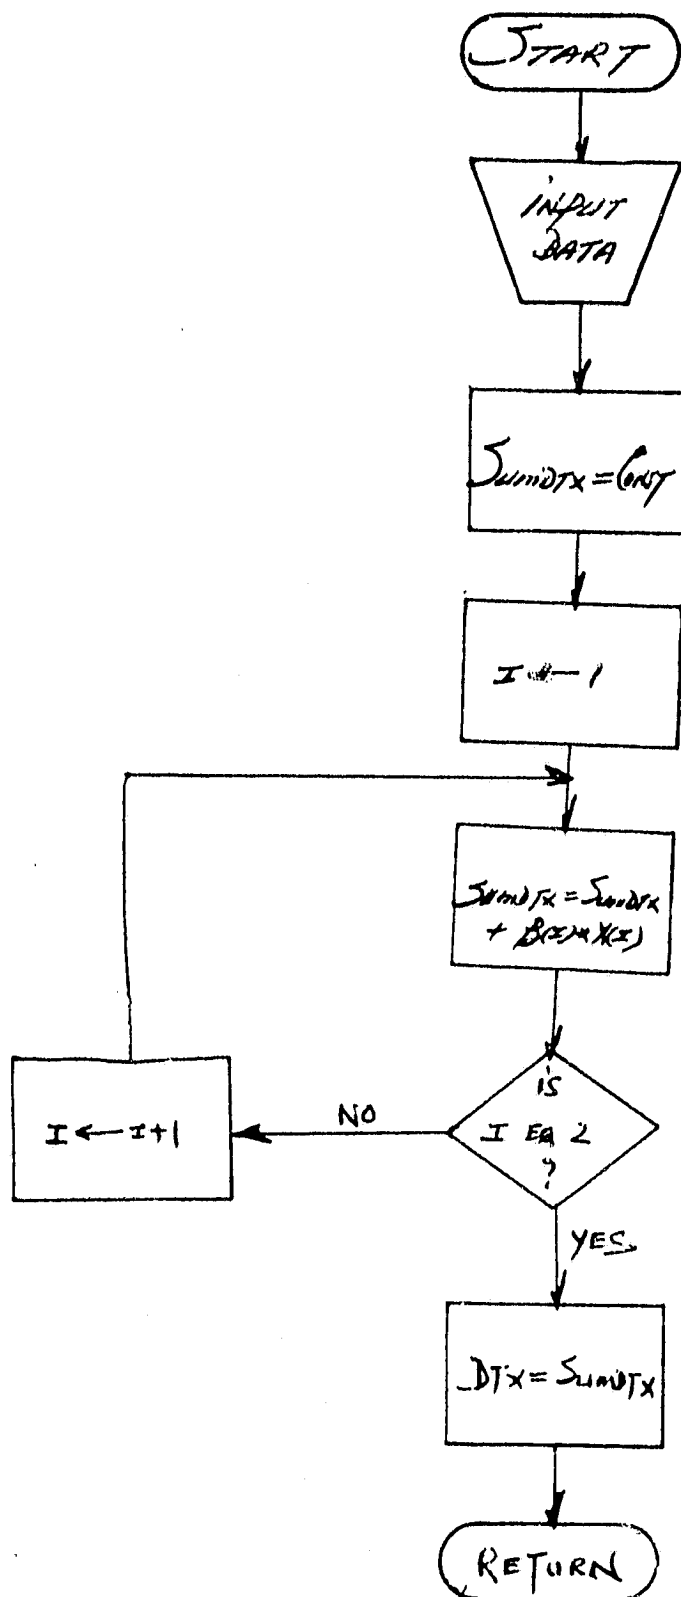 START
INPUT
DATA
SUMDTX = CONST
I ← 1
SUMDTX = SUMDTX
+ B(I)*X(I)
IS
I EQ 2
?
NO
I ← I+1
YES
DTX = SUMDTX
RETURN